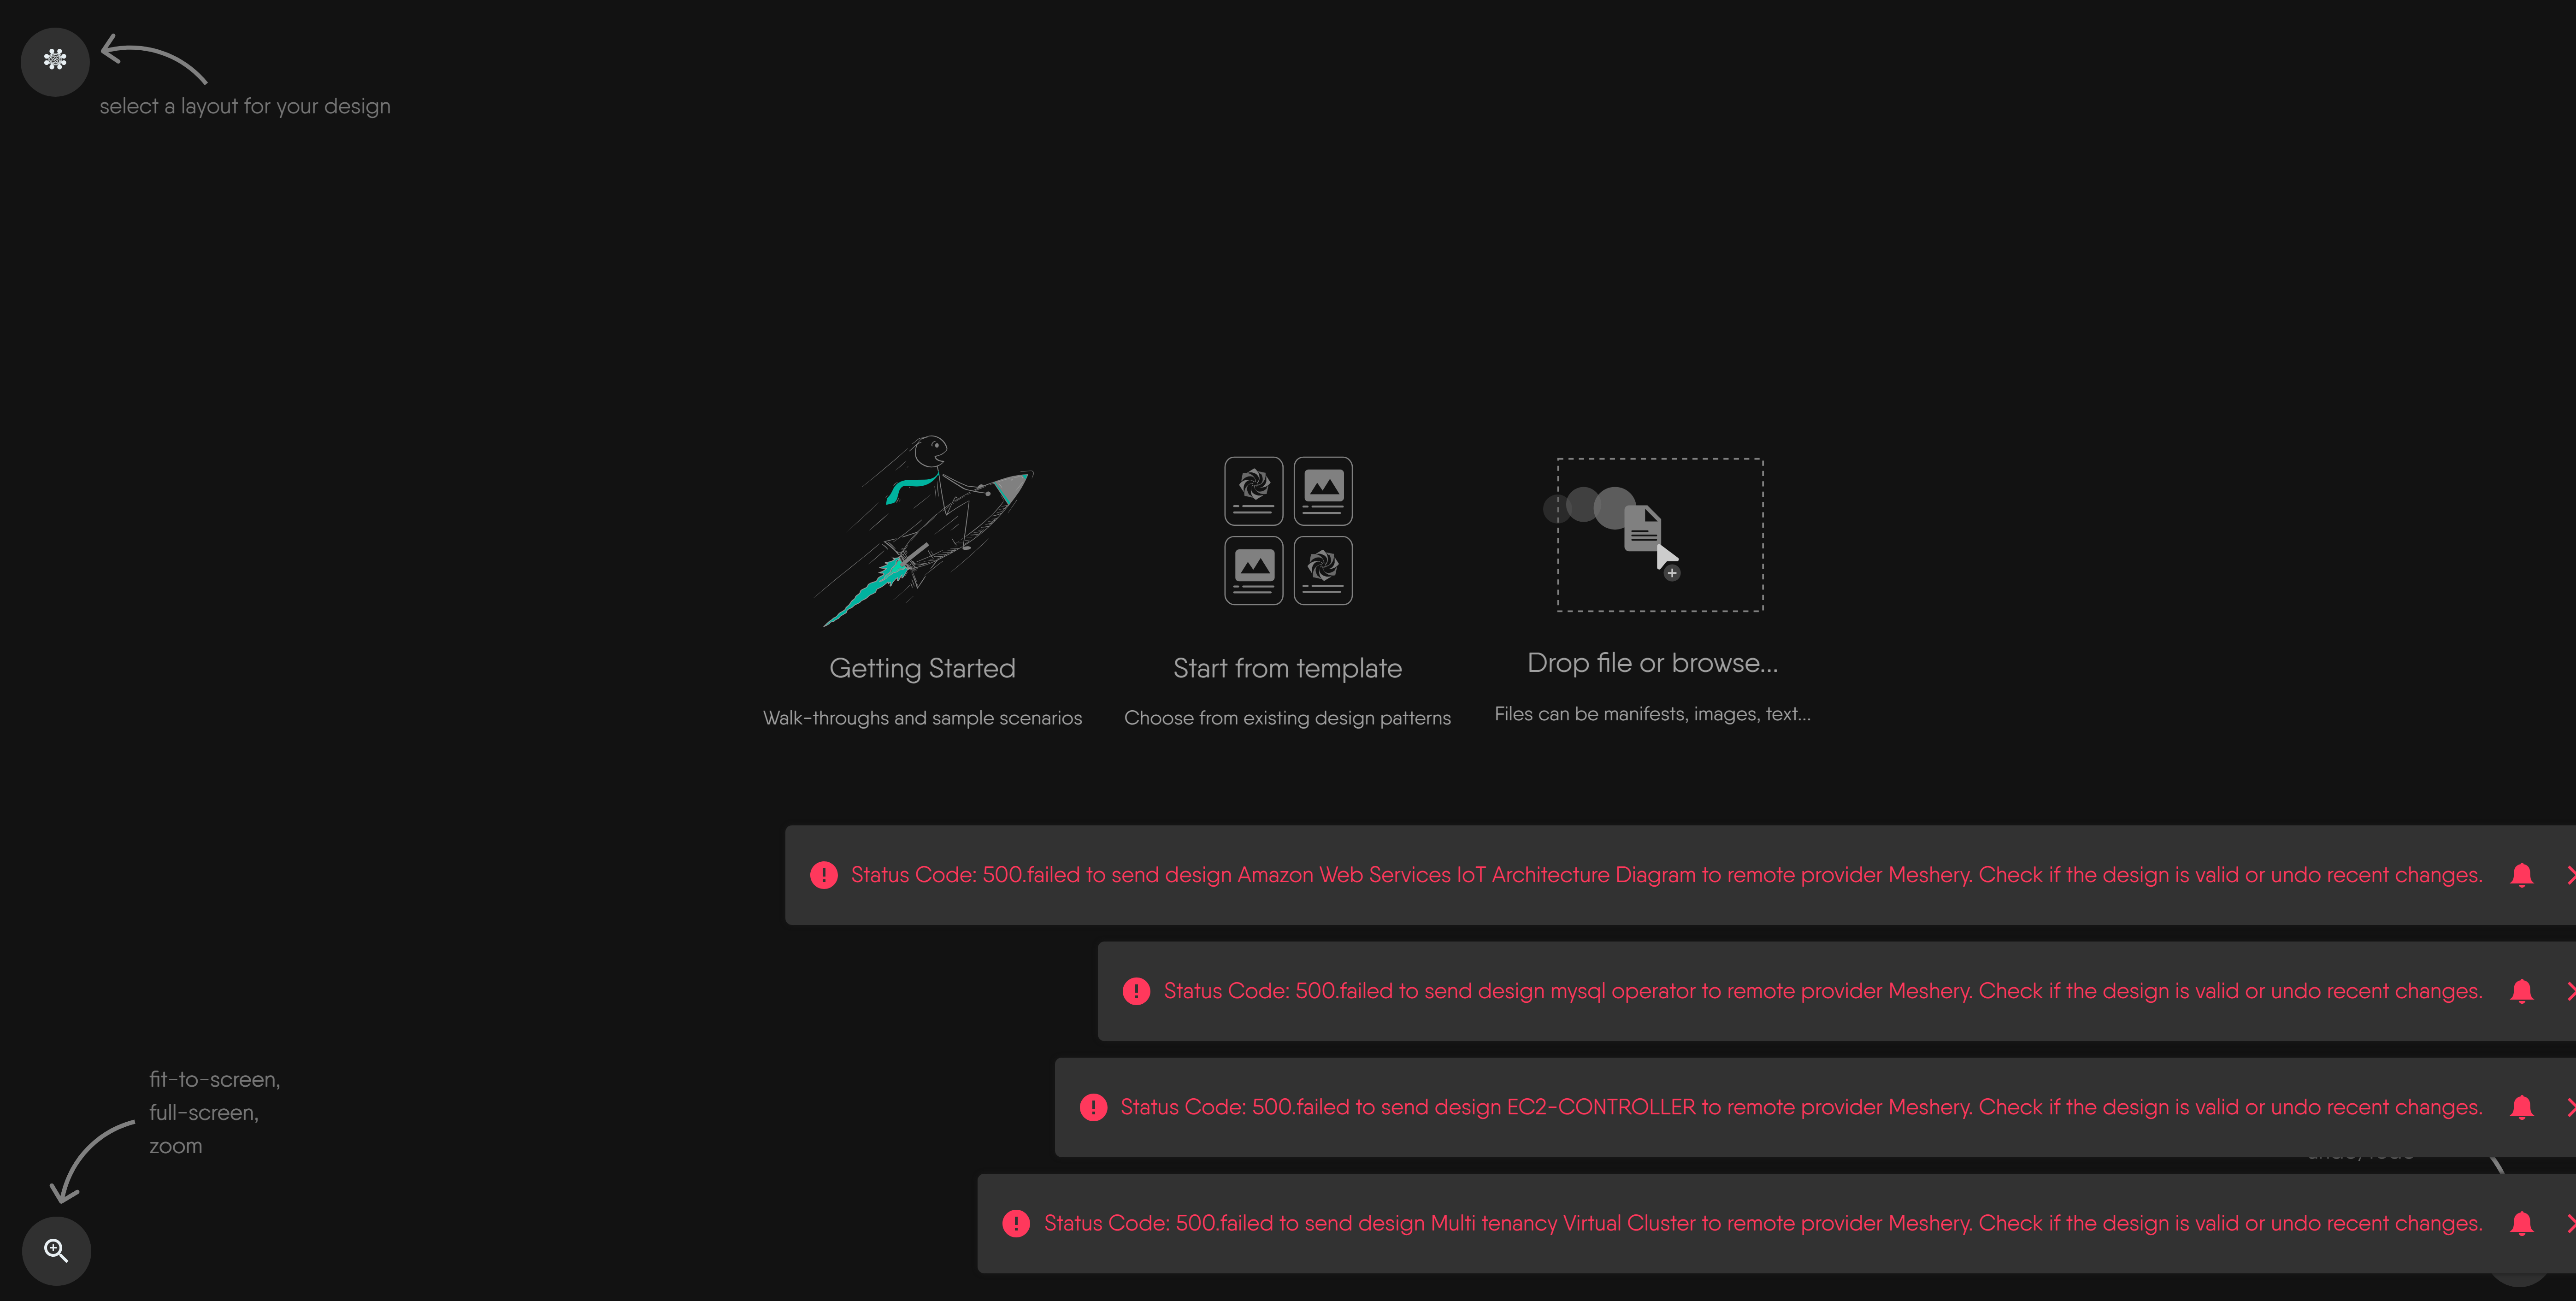 select a layout for your design
Getting Started
Start from template
Drop file or browse...
Walk-throughs and sample scenarios
Choose from existing design patterns
Files can be manifests, images, text...
Status Code: 500.failed to send design Amazon Web Services IoT Architecture Diagram to remote provider Meshery. Check if the design is valid or undo recent changes.
Status Code: 500.failed to send design mysql operator to remote provider Meshery. Check if the design is valid or undo recent changes.
fit-to-screen,
full-screen,
zoom
Status Code: 500.failed to send design EC2-CONTROLLER to remote provider Meshery. Check if the design is valid or undo recent changes.
Status Code: 500.failed to send design Multi tenancy Virtual Cluster to remote provider Meshery. Check if the design is valid or undo recent changes.